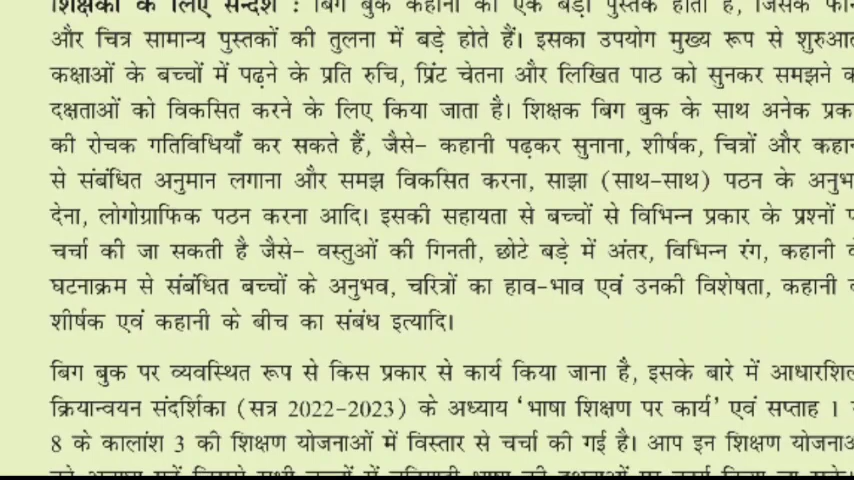 शिक्षकों के लिए सन्देश : बिग बुक कहानी की एक बड़ी पुस्तक होती है, जिसके
और चित्र सामान्य पुस्तकों की तुलना में बड़े होते हैं। इसका उपयोग मुख्य रूप से
कक्षाओं के बच्चों में पढ़ने के प्रति रुचि, प्रिंट चेतना और लिखित पाठ को सुनकर समझने
दक्षताओं को विकसित करने के लिए किया जाता है। शिक्षक बिग बुक के साथ अनेक
की रोचक गतिविधियाँ कर सकते हैं, जैसे- कहानी पढ़कर सुनाना, शीर्षक, चित्रों और
से संबंधित अनुमान लगाना और समझ विकसित करना, साझा (साथ-साथ) पठन के
देना, लोगोग्राफिक पठन करना आदि। इसकी सहायता से बच्चों से विभिन्न प्रकार के प्रश्नों
चर्चा की जा सकती है जैसे- वस्तुओं की गिनती, छोटे बड़े में अंतर, विभिन्न रंग, कहानी
घटनाक्रम से संबंधित बच्चों के अनुभव, चरित्रों का हाव-भाव एवं उनकी विशेषता, कहानी
शीर्षक एवं कहानी के बीच का संबंध इत्यादि।
बिग बुक पर व्यवस्थित रूप से किस प्रकार से कार्य किया जाना है, इसके बारे में
क्रियान्वयन संदर्शिका (सत्र 2022-2023) के अध्याय 'भाषा शिक्षण पर कार्य' एवं सप्ताह 1
8 के कालांश 3 की शिक्षण योजनाओं में विस्तार से चर्चा की गई है। आप इन शिक्षण